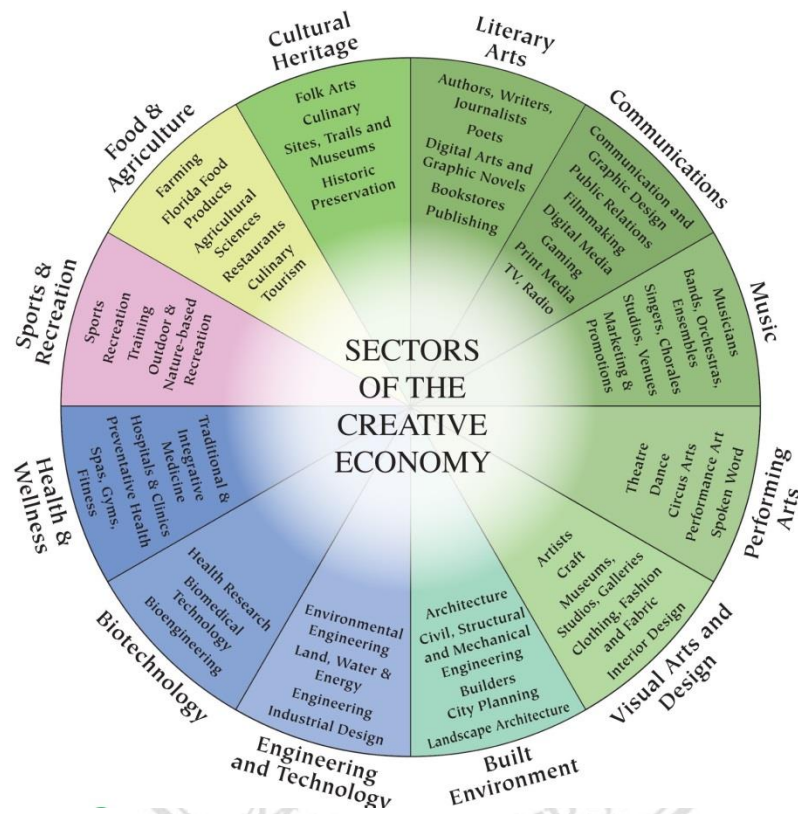 Cultural
Heritage
Folk Arts
Culinary
Sites, Trails and
Museums
Historic
Preservation
Literary
Arts
Authors, Writers,
Journalists
Poets
Digital Arts and
Graphic Novels
Bookstores
Publishing
Communications
Communication and
Graphic Design
Public Relations
Filmmaking
Digital Media
Gaming
Print Media
TV, Radio
Music
Musicians
Bands, Orchestras,
Ensembles
Singers, Chorales
Studios, Venues
Marketing &
Promotions
Performing
Arts
Theatre
Dance
Circus Arts
Performance Art
Spoken Word
Visual Arts and
Design
Artists
Craft
Museums,
Studios, Galleries
Clothing, Fashion
and Fabric
Interior Design
Built
Environment
Architecture
Civil, Structural
and Mechanical
Engineering
Builders
City Planning
Landscape Architecture
Engineering
and Technology
Environmental
Engineering
Land, Water &
Energy
Engineering
Industrial Design
Biotechnology
Health Research
Biomedical
Technology
Bioengineering
Health &
Wellness
Traditional &
Integrative
Medicine
Hospitals & Clinics
Preventative Health
Spas, Gyms,
Fitness
Sports &
Recreation
Sports
Recreation
Training
Outdoor &
Nature-based
Recreation
Food &
Agriculture
Farming
Florida Food
Products
Agricultural
Sciences
Restaurants
Culinary
Tourism
SECTORS
OF THE
CREATIVE
ECONOMY